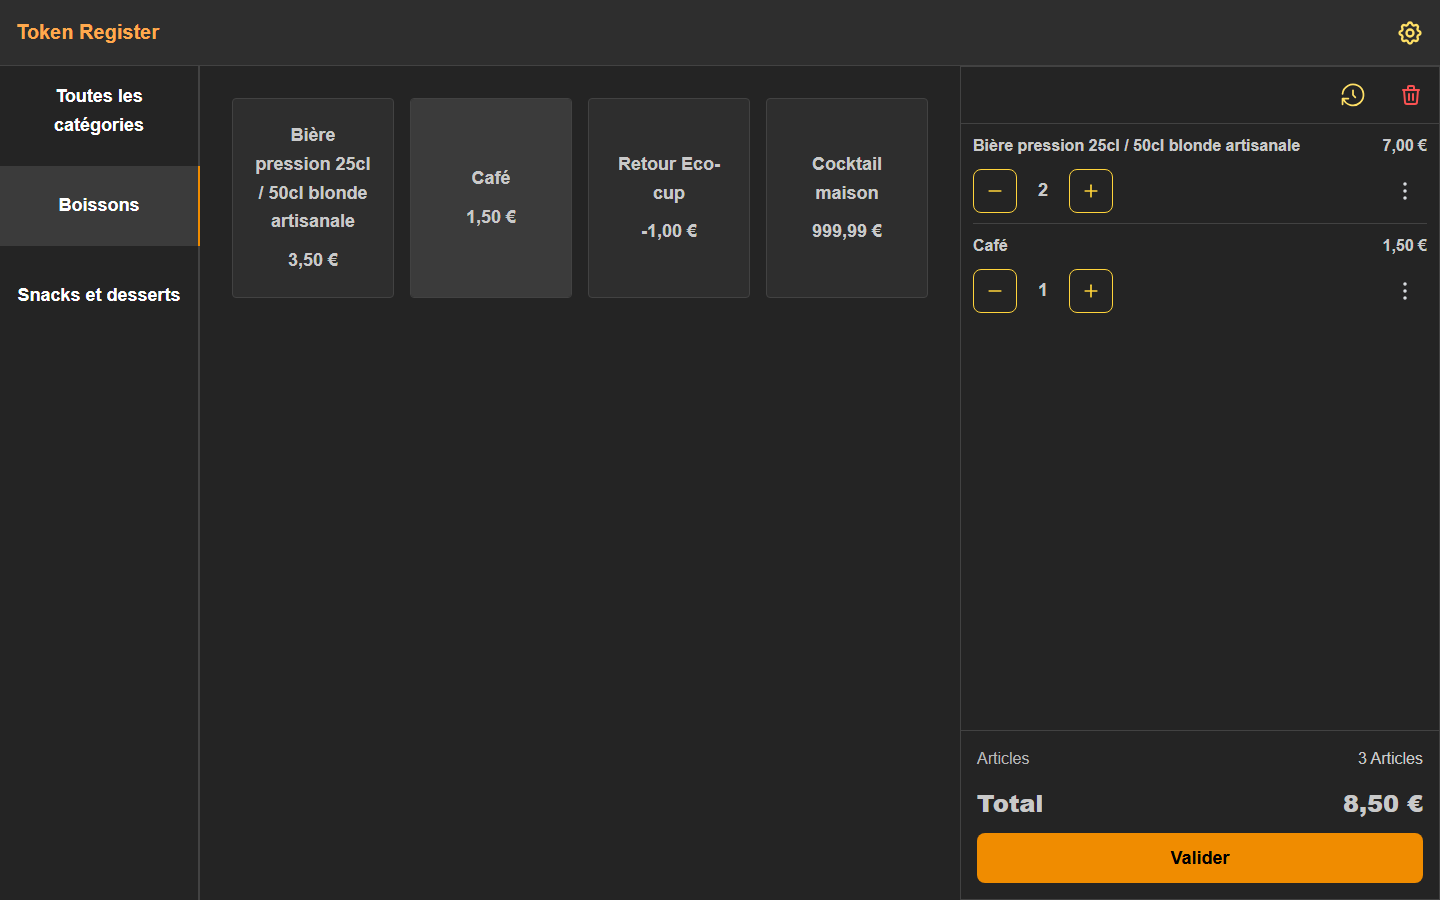 Token Register
Toutes les
catégories
Boissons
Snacks et desserts
Bière
pression 25cl
/ 50cl blonde
artisanale
3,50 €
Café
1,50 €
Retour Eco-
cup
-1,00 €
Cocktail
maison
999,99 €
Bière pression 25cl / 50cl blonde artisanale 7,00 €
2
Café 1,50 €
1
Articles 3 Articles
Total 8,50 €
Valider